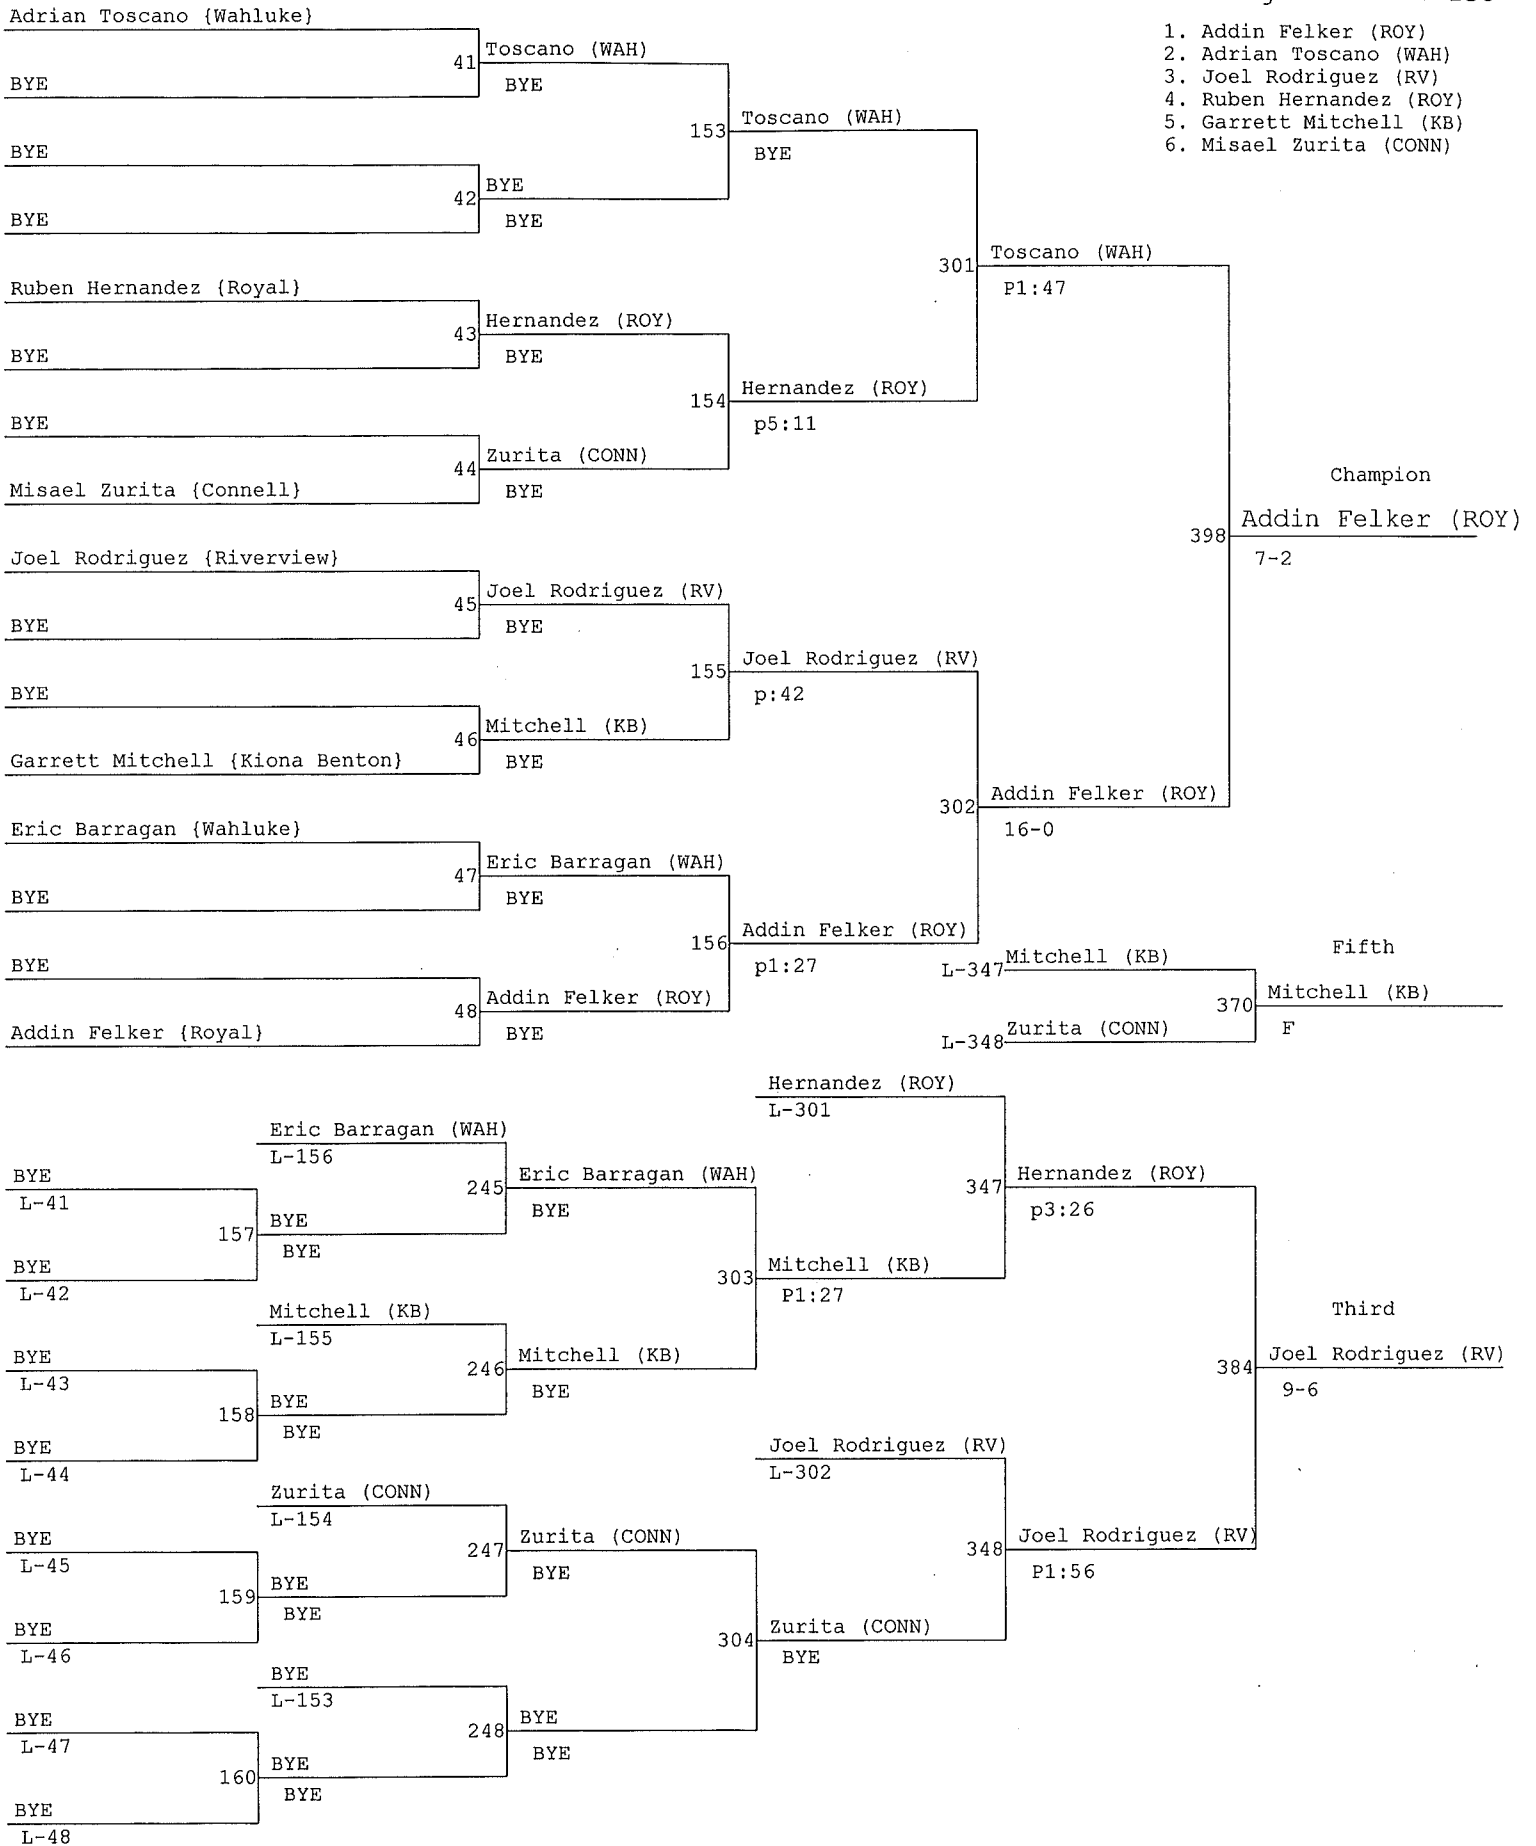 1. Addin Felker (ROY)
2. Adrian Toscano (WAH)
3. Joel Rodriguez (RV)
4. Ruben Hernandez (ROY)
5. Garrett Mitchell (KB)
6. Misael Zurita (CONN)
Adrian Toscano {Wahluke}
BYE
BYE
BYE
Ruben Hernandez {Royal}
BYE
BYE
Misael Zurita {Connell}
Joel Rodriguez {Riverview}
BYE
BYE
Garrett Mitchell {Kiona Benton}
Eric Barragan {Wahluke}
BYE
BYE
Addin Felker {Royal}
41
Toscano (WAH)
BYE
42
BYE
BYE
43
Hernandez (ROY)
BYE
44
Zurita (CONN)
BYE
45
Joel Rodriguez (RV)
BYE
46
Mitchell (KB)
BYE
47
Eric Barragan (WAH)
BYE
48
Addin Felker (ROY)
BYE
153
Toscano (WAH)
BYE
154
Hernandez (ROY)
p5:11
155
Joel Rodriguez (RV)
p:42
156
Addin Felker (ROY)
p1:27
301
Toscano (WAH)
P1:47
302
Addin Felker (ROY)
16-0
Champion
398
Addin Felker (ROY)
7-2
Fifth
L-347
Mitchell (KB)
L-348
Zurita (CONN)
370
Mitchell (KB)
F
BYE
L-41
BYE
L-42
BYE
L-43
BYE
L-44
BYE
L-45
BYE
L-46
BYE
L-47
BYE
L-48
Eric Barragan (WAH)
L-156
157
BYE
BYE
Mitchell (KB)
L-155
158
BYE
BYE
Zurita (CONN)
L-154
159
BYE
BYE
BYE
L-153
160
BYE
BYE
245
Eric Barragan (WAH)
BYE
246
Mitchell (KB)
BYE
247
Zurita (CONN)
BYE
248
BYE
BYE
Hernandez (ROY)
L-301
303
Mitchell (KB)
P1:27
Joel Rodriguez (RV)
L-302
304
Zurita (CONN)
BYE
347
Hernandez (ROY)
p3:26
348
Joel Rodriguez (RV)
P1:56
Third
384
Joel Rodriguez (RV)
9-6